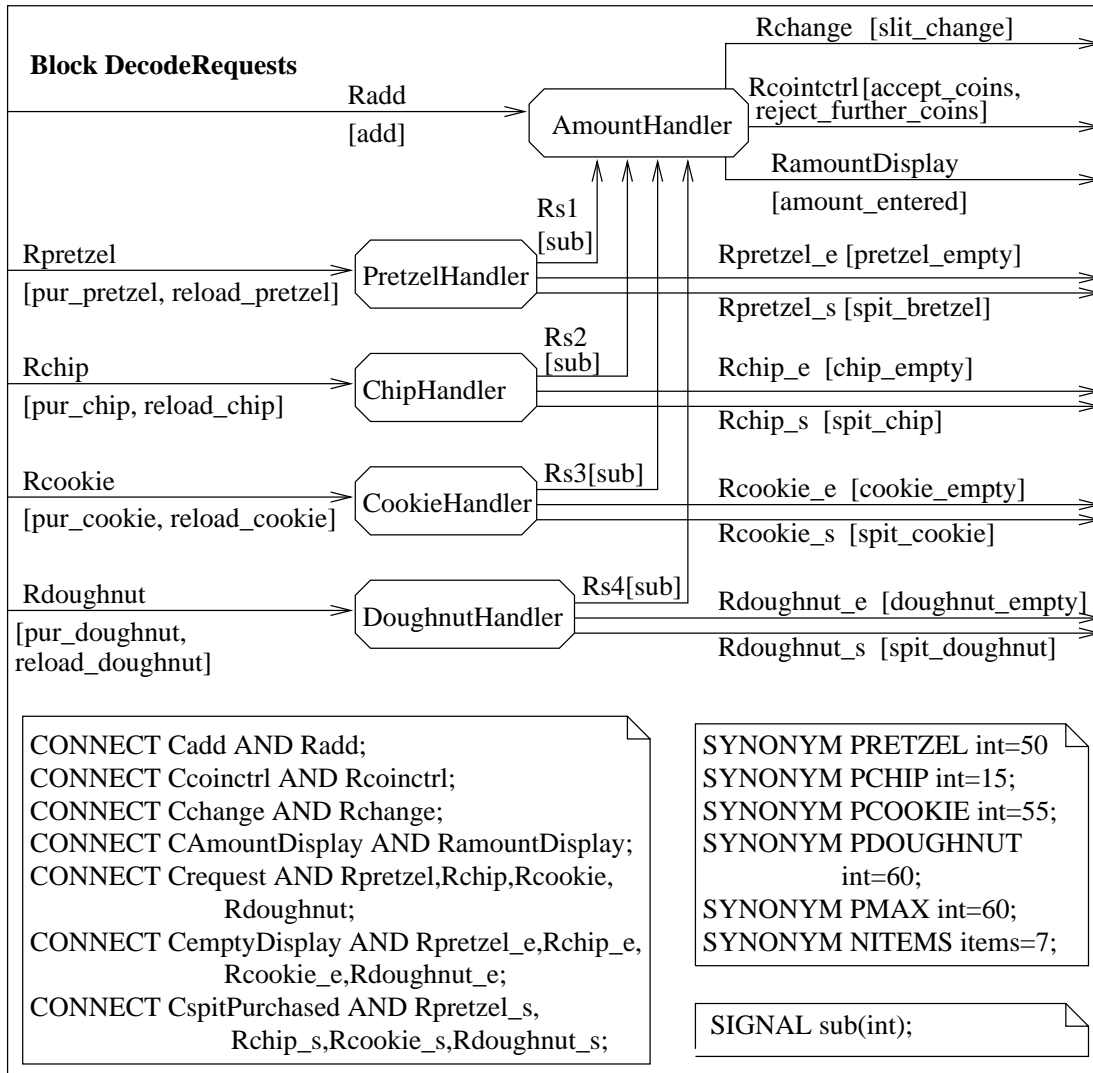 Block DecodeRequests
Rchange [slit_change]
Rcointctrl [accept_coins,
reject_further_coins]
Radd
[add]
AmountHandler
RamountDisplay
[amount_entered]
Rs1
[sub]
Rpretzel
[pur_pretzel, reload_pretzel]
PretzelHandler
Rpretzel_e [pretzel_empty]
Rpretzel_s [spit_bretzel]
Rs2
[sub]
Rchip
[pur_chip, reload_chip]
ChipHandler
Rchip_e [chip_empty]
Rchip_s [spit_chip]
Rs3[sub]
Rcookie
[pur_cookie, reload_cookie]
CookieHandler
Rcookie_e [cookie_empty]
Rcookie_s [spit_cookie]
Rs4[sub]
Rdoughnut
[pur_doughnut,
reload_doughnut]
DoughnutHandler
Rdoughnut_e [doughnut_empty]
Rdoughnut_s [spit_doughnut]
CONNECT Cadd AND Radd;
CONNECT Ccoinctrl AND Rcoinctrl;
CONNECT Cchange AND Rchange;
CONNECT CAmountDisplay AND RamountDisplay;
CONNECT Crequest AND Rpretzel,Rchip,Rcookie,
Rdoughnut;
CONNECT CemptyDisplay AND Rpretzel_e,Rchip_e,
Rcookie_e,Rdoughnut_e;
CONNECT CspitPurchased AND Rpretzel_s,
Rchip_s,Rcookie_s,Rdoughnut_s;
SYNONYM PRETZEL int=50
SYNONYM PCHIP int=15;
SYNONYM PCOOKIE int=55;
SYNONYM PDOUGHNUT
int=60;
SYNONYM PMAX int=60;
SYNONYM NITEMS items=7;
SIGNAL sub(int);